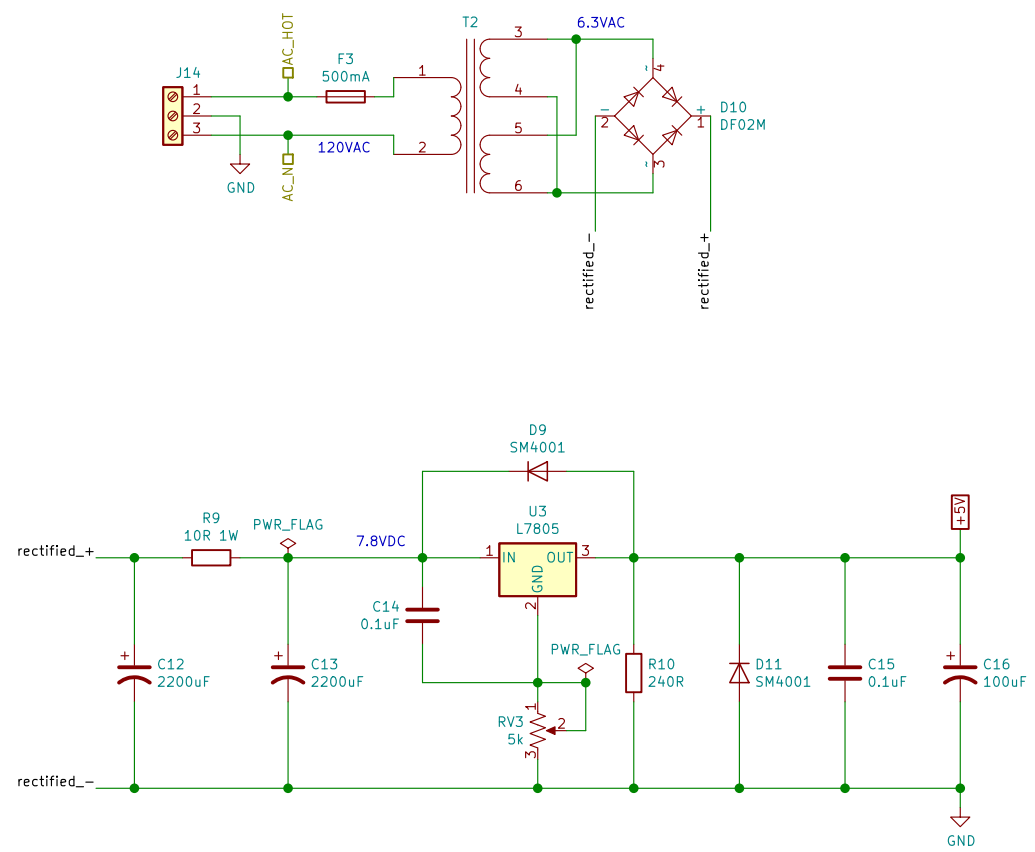 AC_HOT
T2
6.3VAC
3
F3
500mA
J14
1
4
~
4
1
2
3
-
2
+
1
D10
DF02M
120VAC
5
2
~
3
AC_N
GND
6
rectified_-
rectified_+
D9
SM4001
+5V
R9
10R 1W
PWR_FLAG
U3
L7805
7.8VDC
rectified_+
1
IN
OUT
3
GND
2
C14
0.1uF
PWR_FLAG
+
C12
2200uF
+
C13
2200uF
R10
240R
D11
SM4001
C15
0.1uF
+
C16
100uF
1
RV3
5k
2
3
rectified_-
GND